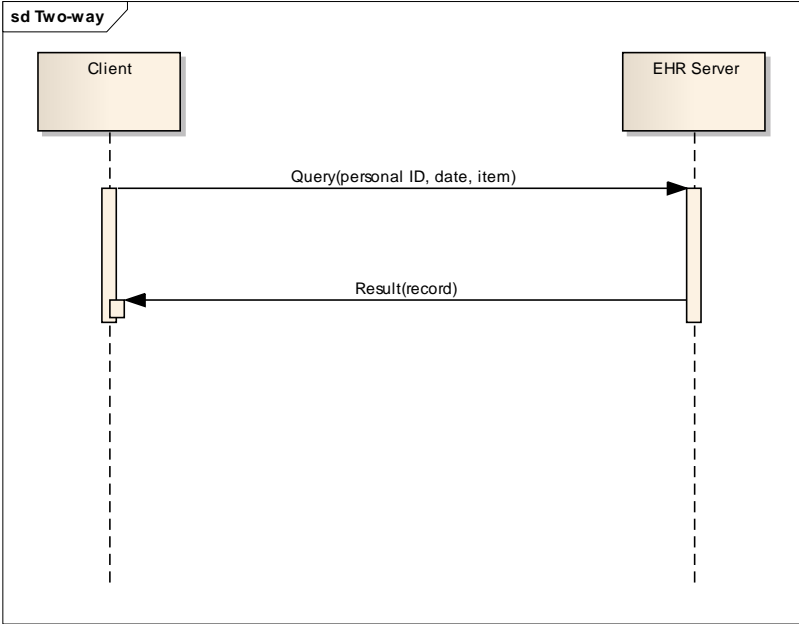 sd Two-way
Client
EHR Server
Query(personal ID, date, item)
Result(record)